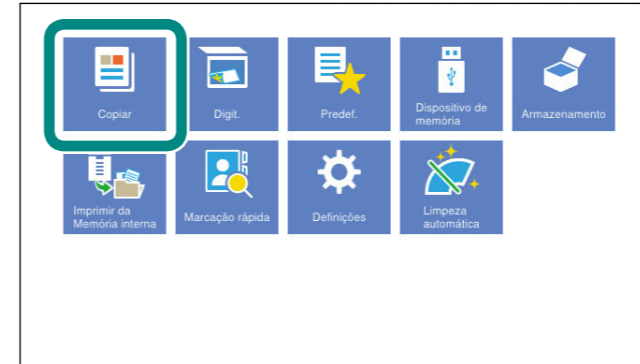 Copiar
Digit.
Predef.
Dispositivo de
memória
Armazenamento
Imprimir da
Memória interna
Marcação rápida
Definições
Limpeza
automática